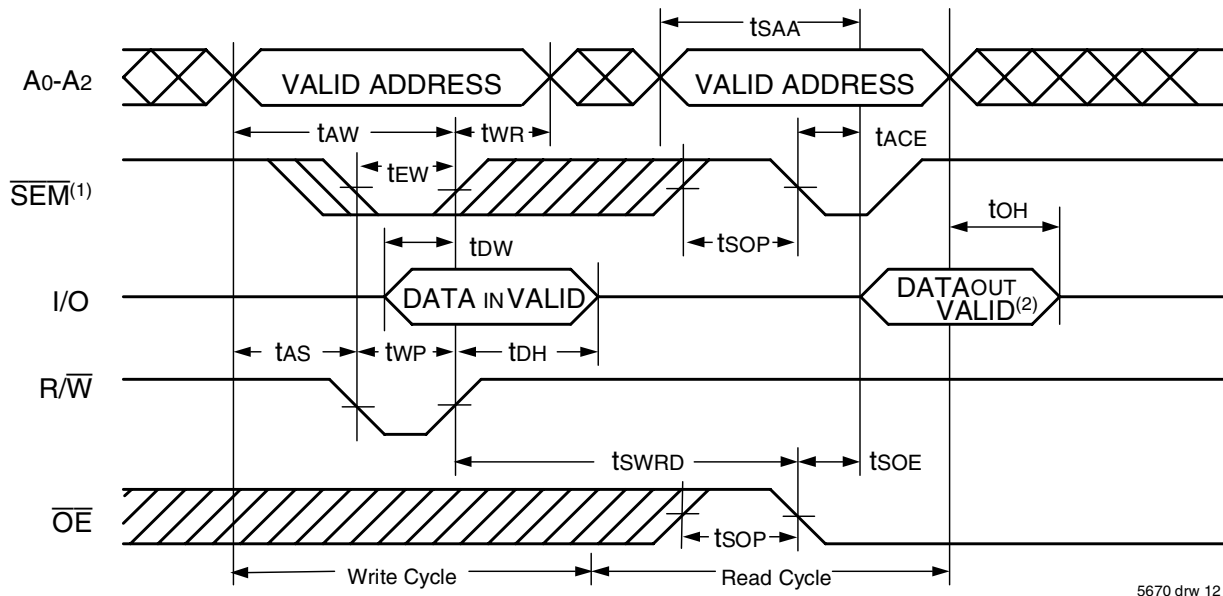 tSAA
A0-A2 VALID ADDRESS VALID ADDRESS
tAW tWR tACE
tEW
SEM(1)
tSOP tOH
tDW
I/O DATA IN VALID DATAOUT
VALID(2)
tAS tWP tDH
R/W
tSWRD tSOE
OE
tSOP
Write Cycle Read Cycle
5670 drw 12